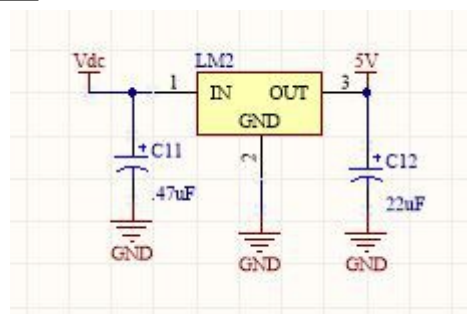 Vdc
LM2
5V
1
IN
OUT
3
GND
2
C11
.47uF
C12
22uF
GND
GND
GND